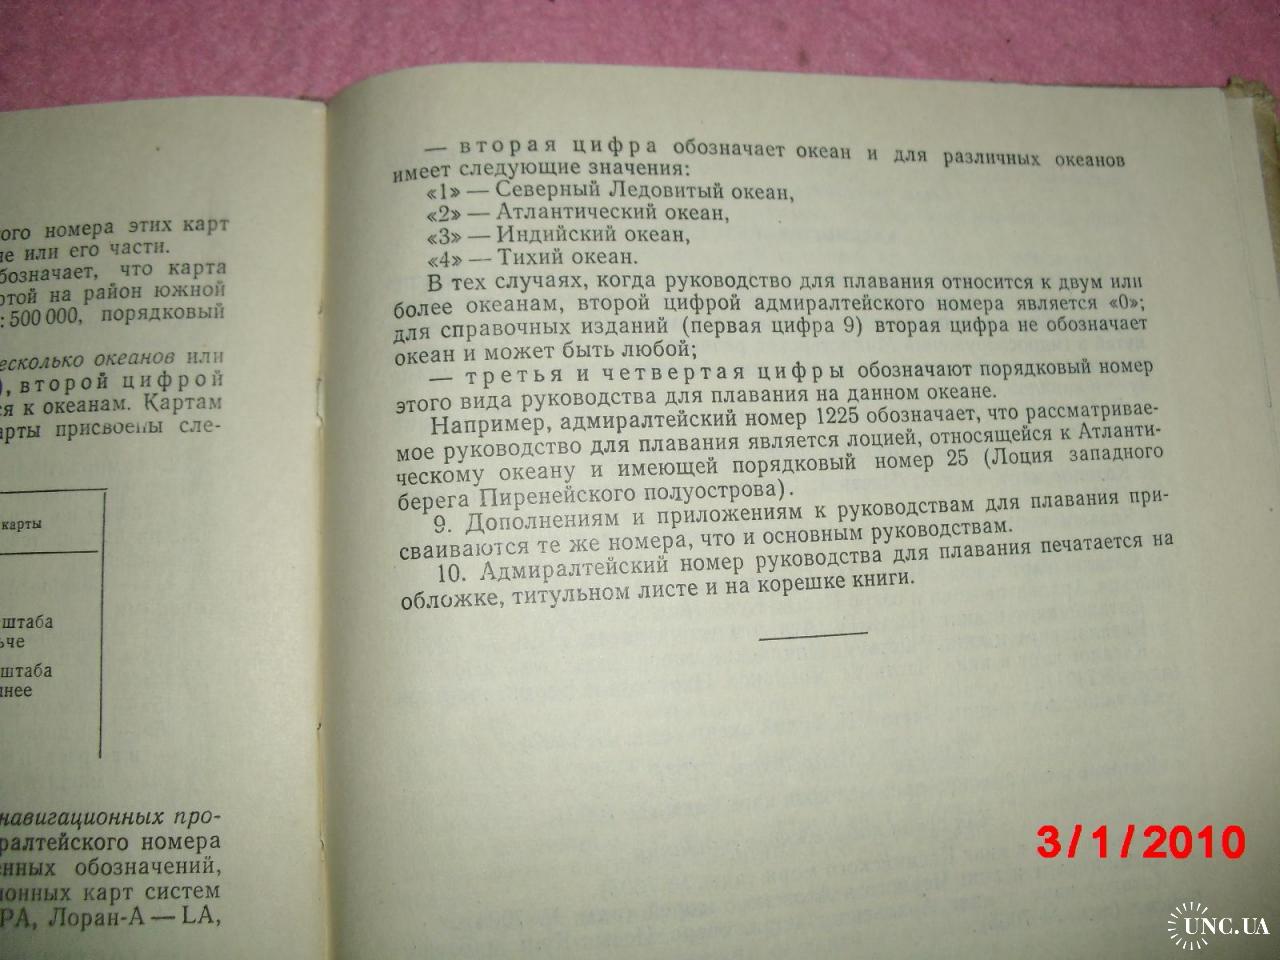 ого номера этих карт
не или его части.
бозначает, что карта
ртой на район южной
: 500 000, порядковый
есколько океанов или
), второй цифрой
ся к океанам. Картам
арты присвоены сле-
карты
штаба
ьче
штаба
нее
навигационных про-
ралтейского номера
енных обозначений,
ионных карт систем
РА, Лоран-А — LA,
— вторая цифра обозначает океан и для различных океанов
имеет следующие значения:
«1» — Северный Ледовитый океан,
«2» — Атлантический океан,
«3» — Индийский океан,
«4» — Тихий океан.
В тех случаях, когда руководство для плавания относится к двум или
более океанам, второй цифрой адмиралтейского номера является «0»;
для справочных изданий (первая цифра 9) вторая цифра не обозначает
океан и может быть любой;
— третья и четвертая цифры обозначают порядковый номер
этого вида руководства для плавания на данном океане.
Например, адмиралтейский номер 1225 обозначает, что рассматривае-
мое руководство для плавания является лоцией, относящейся к Атланти-
ческому океану и имеющей порядковый номер 25 (Лоция западного
берега Пиренейского полуострова).
9. Дополнениям и приложениям к руководствам для плавания при-
сваиваются те же номера, что и основным руководствам.
10. Адмиралтейский номер руководства для плавания печатается на
обложке, титульном листе и на корешке книги.
3/1/2010
UNC.UA